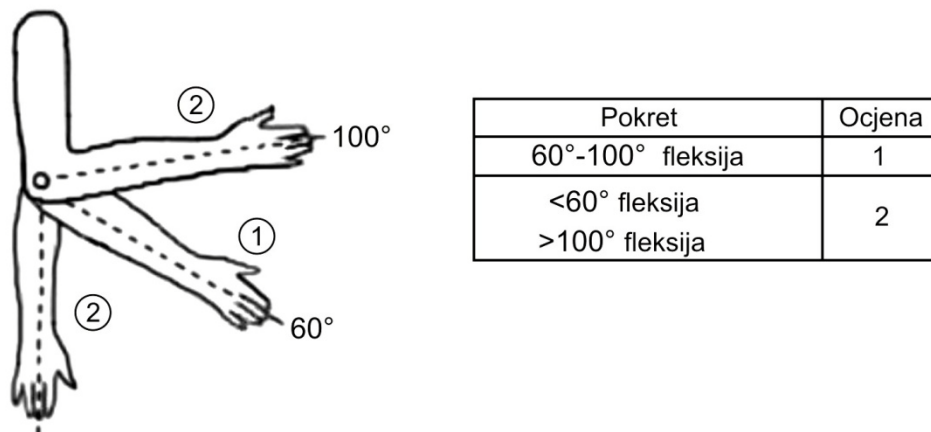 2
100°
1
60°
2
Pokret Ocjena
60°-100° fleksija 1
<60° fleksija
>100° fleksija
2